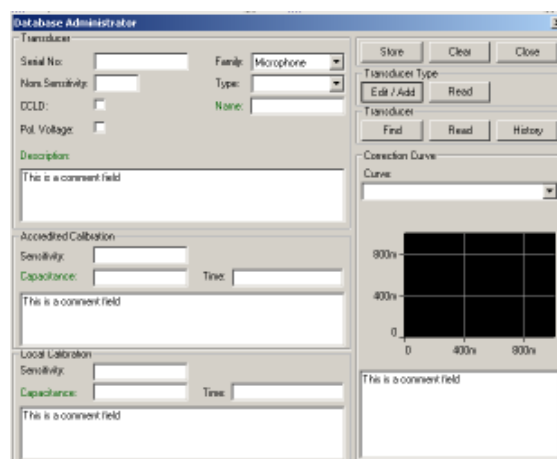 Database Administrator
Transducer
Serial No:
Family:
Microphone
Nom. Sensitivity:
Type:
CCLD:
Name:
Pol. Voltage:
Description:
This is a comment field
Accredited Calibration
Sensitivity:
Capacitance:
Time:
This is a comment field
Local Calibration
Sensitivity:
Capacitance:
Time:
This is a comment field
Store
Clear
Close
Transducer Type
Edit / Add
Read
Transducer
Find
Read
History
Correction Curve
Curve:
800m
400m
0
0
400m
800m
This is a comment field